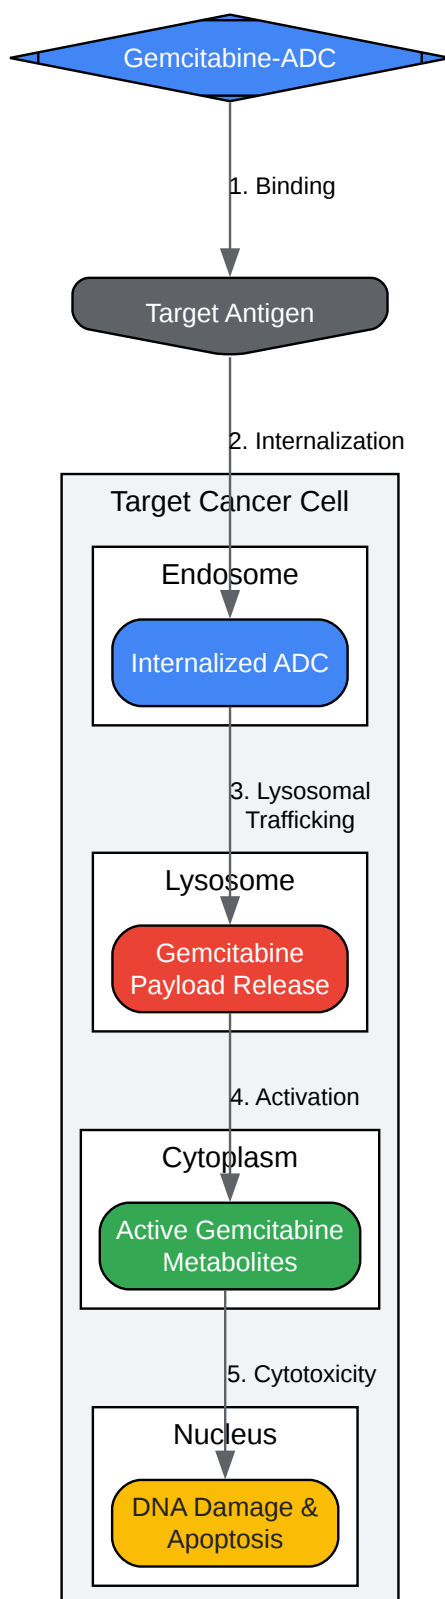 Gemcitabine-ADC
1. Binding
Target Antigen
2. Internalization
Target Cancer Cell
Endosome
Internalized ADC
3. Lysosomal
Trafficking
Lysosome
Gemcitabine
Payload Release
4. Activation
Cytoplasm
Active Gemcitabine
Metabolites
5. Cytotoxicity
Nucleus
DNA Damage &
Apoptosis